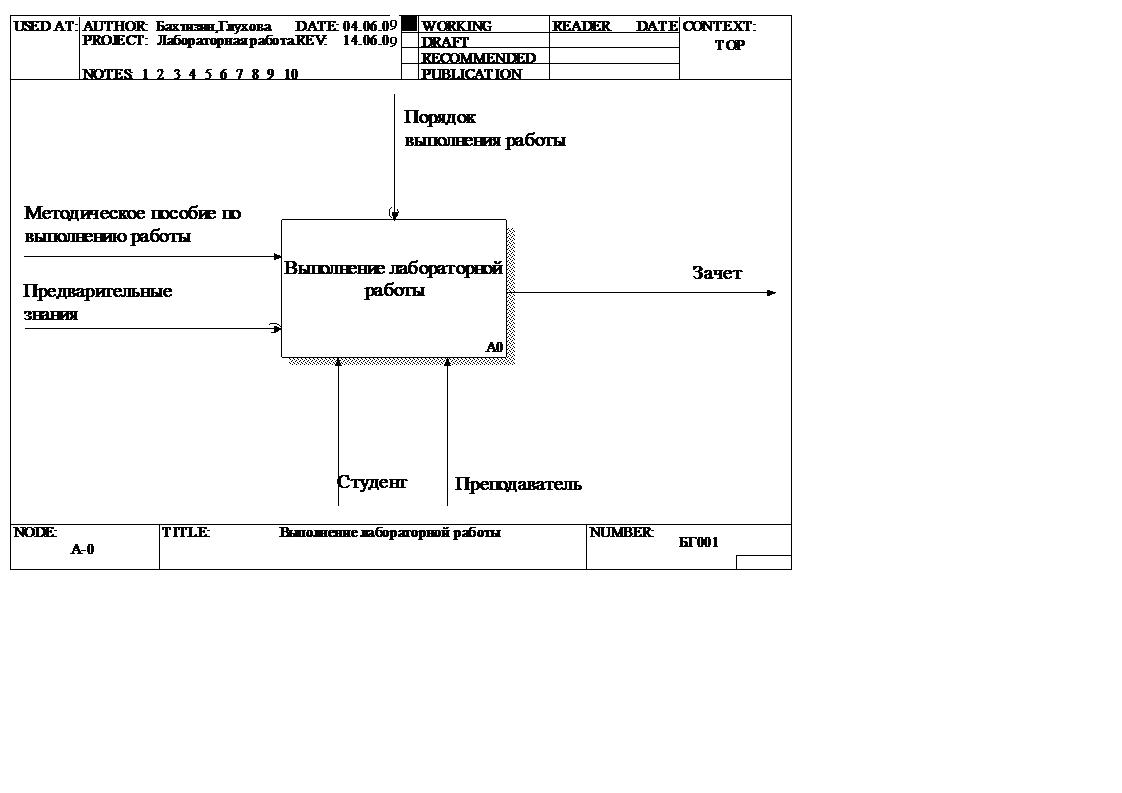 USED AT: AUTHOR: Бахтизин,Глухова DATE: 04.06.09 WORKING READER DATE CONTEXT:
PROJECT: Лабораторная работа REV: 14.06.09 DRAFT TOP
RECOMMENDED
NOTES: 1 2 3 4 5 6 7 8 9 10 PUBLICATION
Порядок
выполнения работы
Методическое пособие по
выполнению работы
Выполнение лабораторной
работы
Зачет
Предварительные
знания
A0
Студент
Преподаватель
NODE: TITLE: Выполнение лабораторной работы NUMBER:
A-0 БГ001